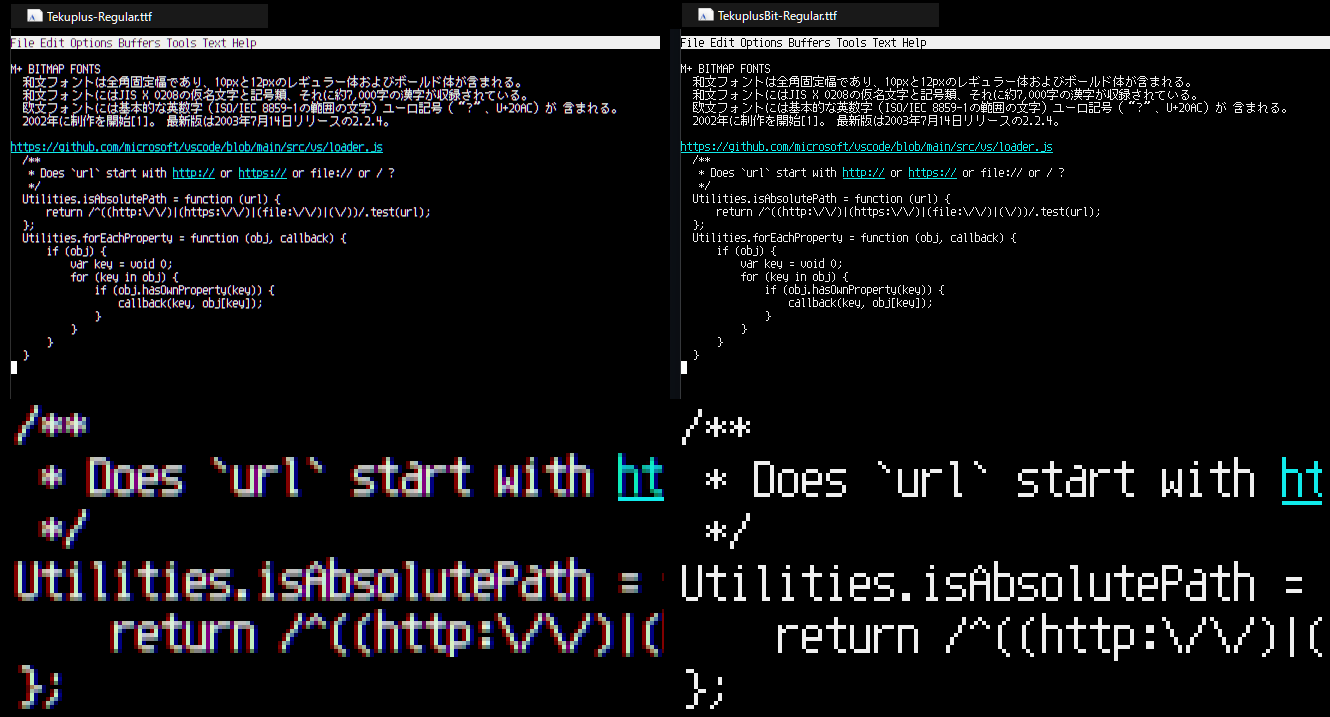 Tekuplus-Regular.ttf
File Edit Options Buffers Tools Text Help
M+ BITMAP FONTS
和文フォントは全角固定幅であり、10pxと12pxのレギュラー体およびボールド体が含まれる。
和文フォントにはJIS X 0208の仮名文字と記号類、それに約7,000字の漢字が収録されている。
欧文フォントには基本的な英数字（ISO/IEC 8859-1の範囲の文字）ユーロ記号（ “?”、U+20AC）が 含まれる。
2002年に制作を開始[1]。 最新版は2003年7月14日リリースの2.2.4。
https://github.com/microsoft/vscode/blob/main/src/vs/loader.js
/**
* Does `url` start with http:// or https:// or file:// or / ?
*/
Utilities.isAbsolutePath = function (url) {
return /^((http:\/\/)|(https:\/\/)|(file:\/\/)|(\/))/.test(url);
};
Utilities.forEachProperty = function (obj, callback) {
if (obj) {
var key = void 0;
for (key in obj) {
if (obj.hasOwnProperty(key)) {
callback(key, obj[key]);
}
}
}
}
/**
* Does `url` start with ht
*/
Utilities.isAbsolutePath =
return /^((http:\/\/)|(
};
TekuplusBit-Regular.ttf
File Edit Options Buffers Tools Text Help
M+ BITMAP FONTS
和文フォントは全角固定幅であり、10pxと12pxのレギュラー体およびボールド体が含まれる。
和文フォントにはJIS X 0208の仮名文字と記号類、それに約7,000字の漢字が収録されている。
欧文フォントには基本的な英数字（ISO/IEC 8859-1の範囲の文字）ユーロ記号（ “?”、U+20AC）が 含まれる。
2002年に制作を開始[1]。 最新版は2003年7月14日リリースの2.2.4。
https://github.com/microsoft/vscode/blob/main/src/vs/loader.js
/**
* Does `url` start with http:// or https:// or file:// or / ?
*/
Utilities.isAbsolutePath = function (url) {
return /^((http:\/\/)|(https:\/\/)|(file:\/\/)|(\/))/.test(url);
};
Utilities.forEachProperty = function (obj, callback) {
if (obj) {
var key = void 0;
for (key in obj) {
if (obj.hasOwnProperty(key)) {
callback(key, obj[key]);
}
}
}
}
/**
* Does `url` start with ht
*/
Utilities.isAbsolutePath =
return /^((http:\/\/)|(
};